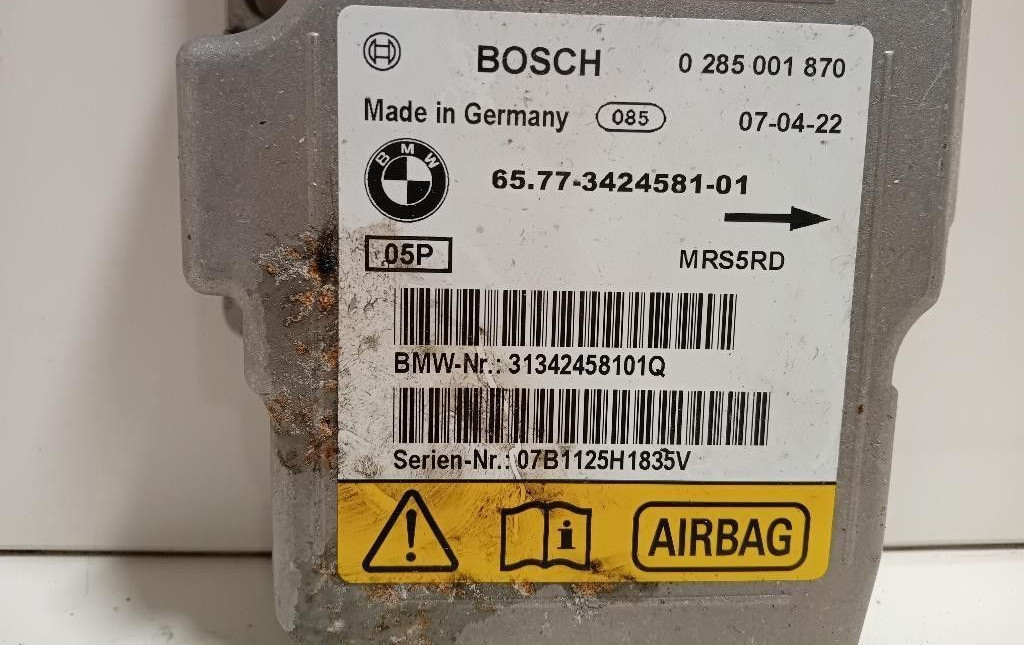 BOSCH 0 285 001 870
Made in Germany 085 07-04-22
BMW 65.77-3424581-01
05P MRS5RD
BMW-Nr.: 31342458101Q
Serien-Nr.: 07B1125H1835V
! i AIRBAG